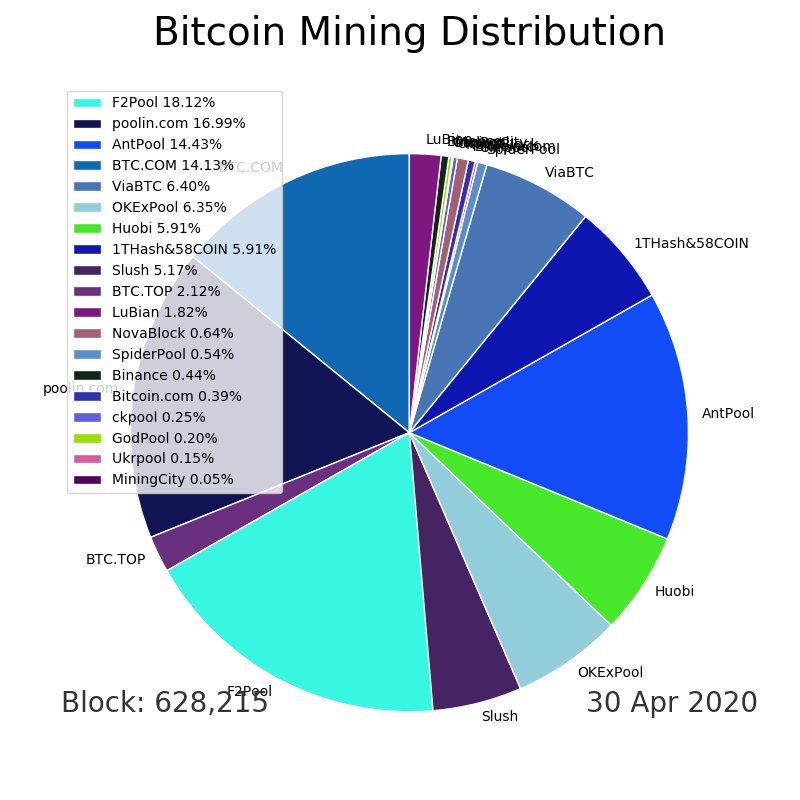 Bitcoin Mining Distribution
F2Pool 18.12%
poolin.com 16.99%
AntPool 14.43%
BTC.COM 14.13%
ViaBTC 6.40%
OKExPool 6.35%
Huobi 5.91%
1THash&58COIN 5.91%
Slush 5.17%
BTC.TOP 2.12%
LuBian 1.82%
NovaBlock 0.64%
SpiderPool 0.54%
Binance 0.44%
Bitcoin.com 0.39%
ckpool 0.25%
GodPool 0.20%
Ukrpool 0.15%
MiningCity 0.05%
LuBian
SpiderPool
BTC.COM
ViaBTC
1THash&58COIN
poolin.com
AntPool
BTC.TOP
Huobi
OKExPool
F2Pool
Slush
Block: 628,215
30 Apr 2020